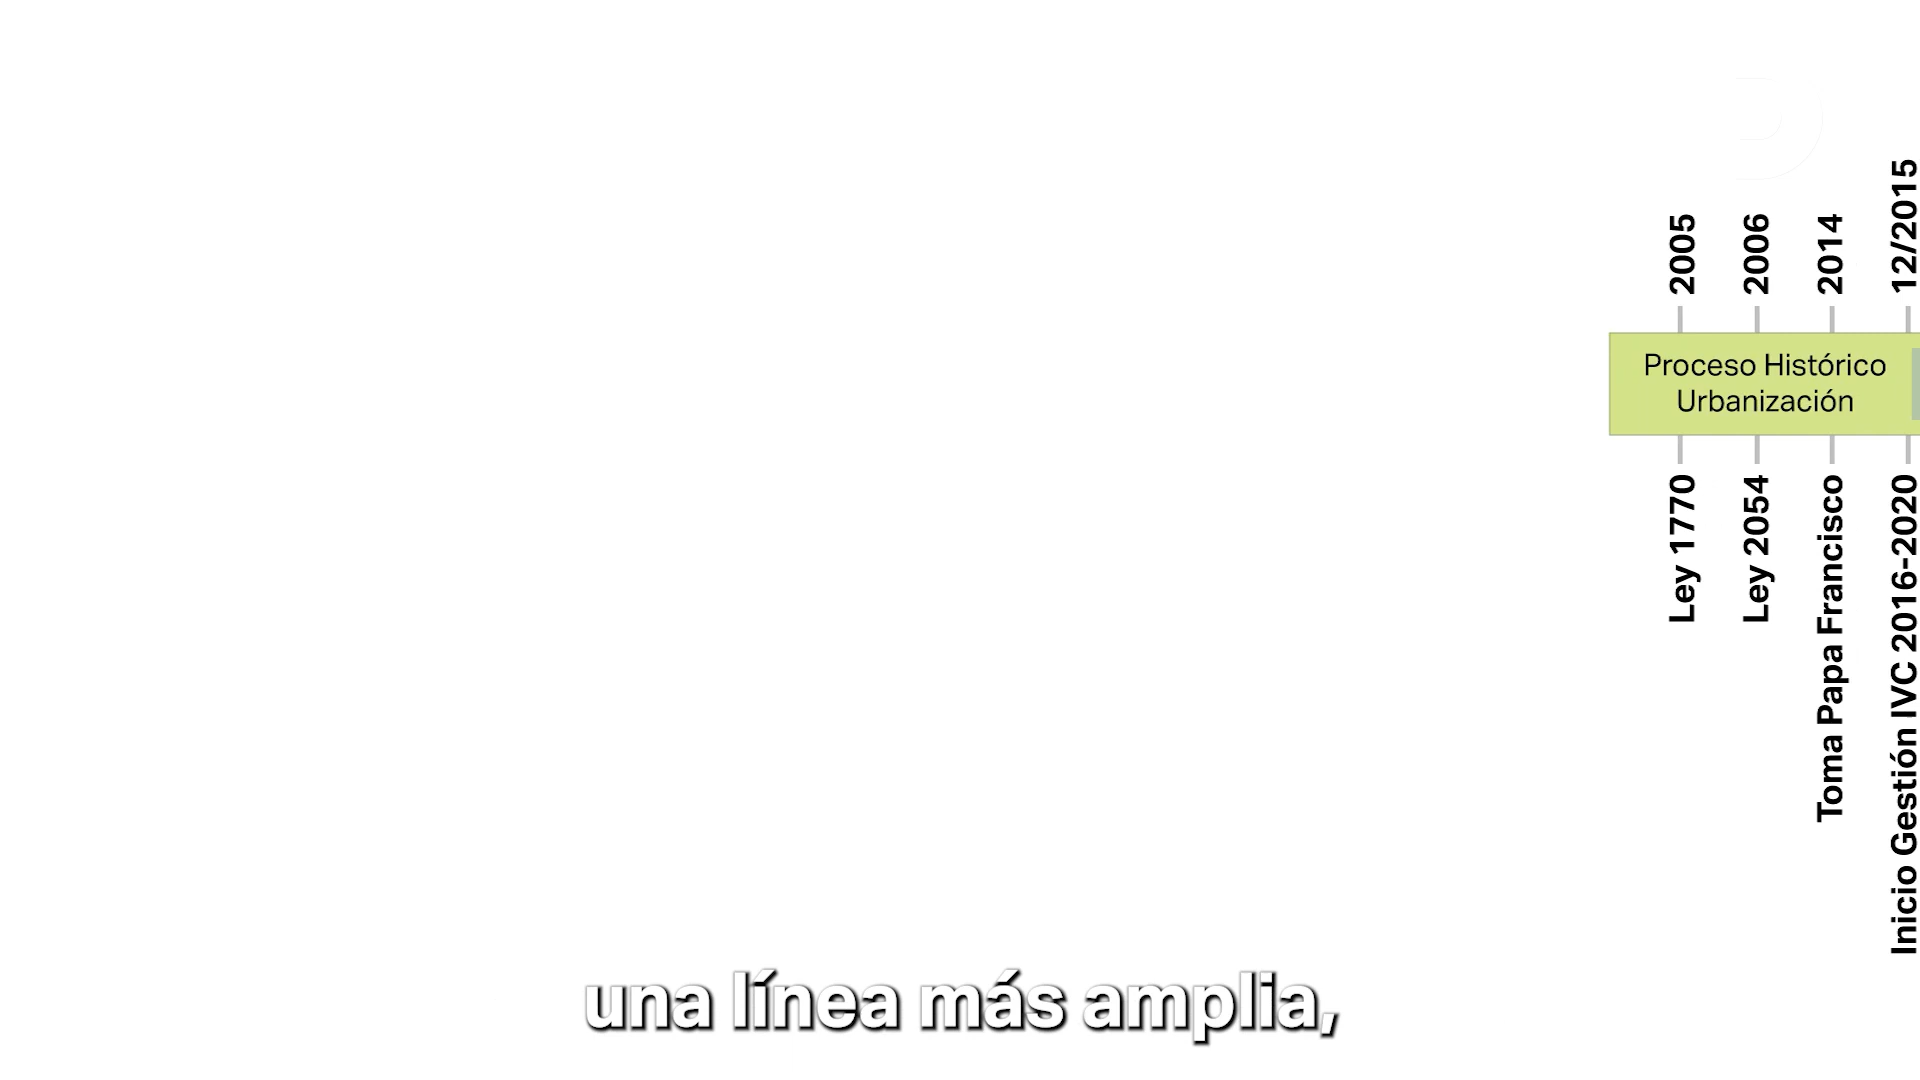 2005
2006
2014
12/2015
Proceso Histórico
Urbanización
Ley 1770
Ley 2054
Toma Papa Francisco
Inicio Gestión IVC 2016-2020
una línea más amplia,